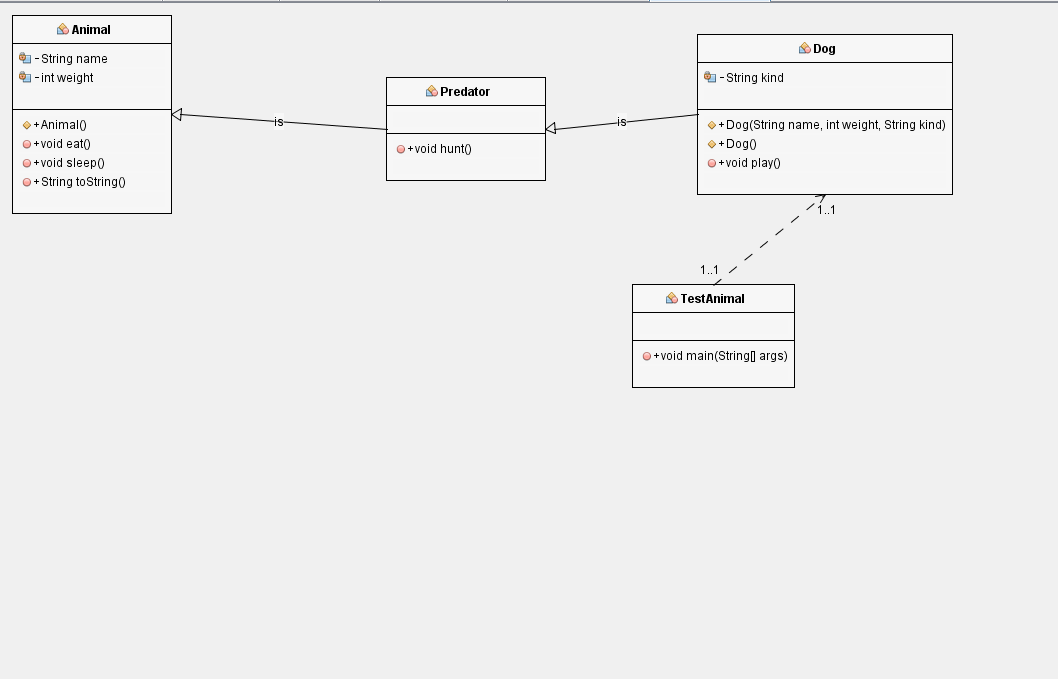 Animal
- String name
- int weight
+ Animal()
+ void eat()
+ void sleep()
+ String toString()
is
Predator
+ void hunt()
is
Dog
- String kind
+ Dog(String name, int weight, String kind)
+ Dog()
+ void play()
1..1
1..1
TestAnimal
+ void main(String[] args)